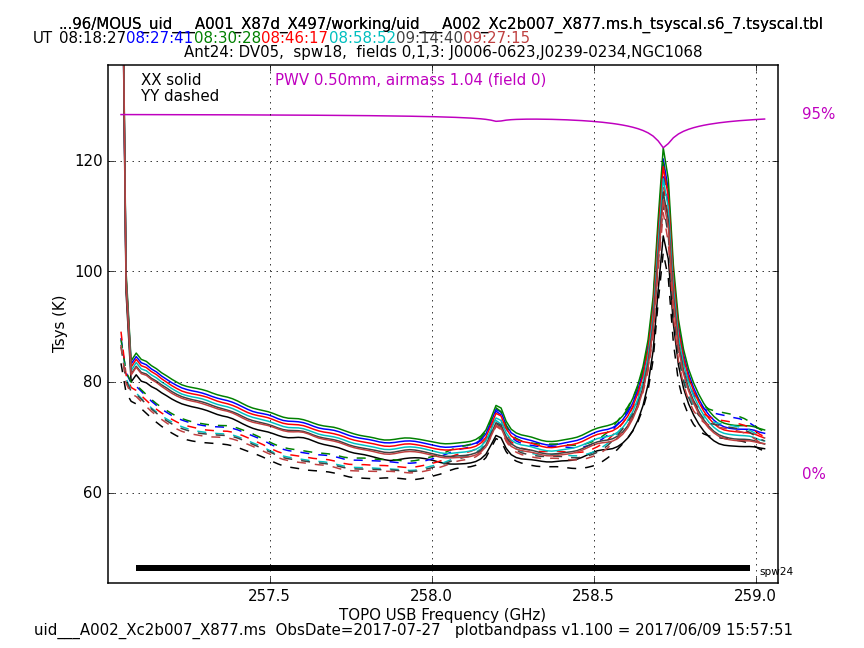 ...96/MOUS_uid___A001_X87d_X497/working/uid___A002_Xc2b007_X877.ms.h_tsyscal.s6_7.tsyscal.tbl
UT 08:18:27 08:27:41 08:30:28 08:46:17 08:58:52 09:14:40 09:27:15
Ant24: DV05,  spw18,  fields 0,1,3: J0006-0623,J0239-0234,NGC1068
XX solid
YY dashed
PWV 0.50mm, airmass 1.04 (field 0)
95%
120
100
80
60
Tsys (K)
0%
spw24
257.5
258.0
258.5
259.0
TOPO USB Frequency (GHz)
uid___A002_Xc2b007_X877.ms  ObsDate=2017-07-27   plotbandpass v1.100 = 2017/06/09 15:57:51